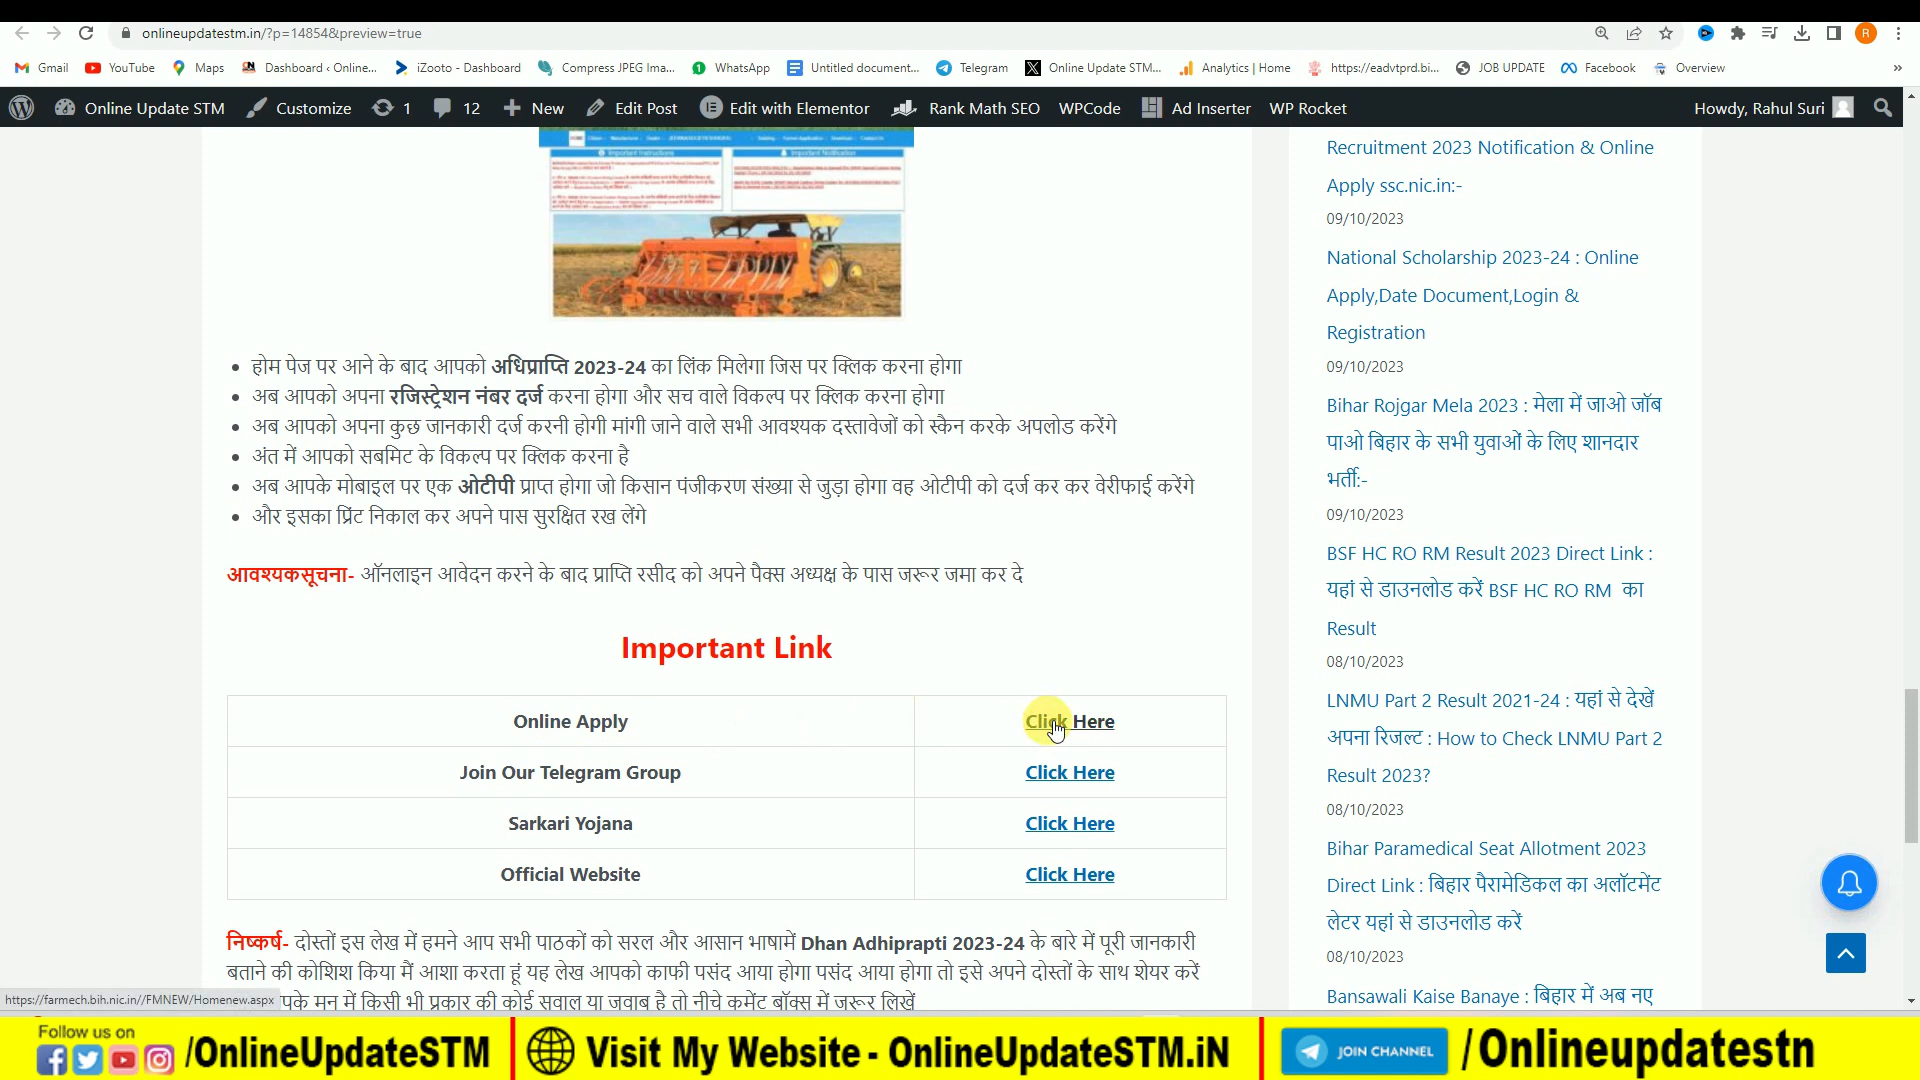 onlineupdatestm.in/?p=14854&preview=true
Gmail YouTube Maps Dashboard ‹ Online... iZooto - Dashboard Compress JPEG Ima... WhatsApp Untitled document... Telegram Online Update STM... Analytics | Home https://eadvtprd.bi... JOB UPDATE Facebook Overview »
Online Update STM Customize 1 12 New Edit Post Edit with Elementor Rank Math SEO WPCode Ad Inserter WP Rocket Howdy, Rahul Suri
Important Instructions Important Notification
होम पेज पर आने के बाद आपको अधिप्राप्ति 2023-24 का लिंक मिलेगा जिस पर क्लिक करना होगा
अब आपको अपना रजिस्ट्रेशन नंबर दर्ज करना होगा और सच वाले विकल्प पर क्लिक करना होगा
अब आपको अपना कुछ जानकारी दर्ज करनी होगी मांगी जाने वाले सभी आवश्यक दस्तावेजों को स्कैन करके अपलोड करेंगे
अंत में आपको सबमिट के विकल्प पर क्लिक करना है
अब आपके मोबाइल पर एक ओटीपी प्राप्त होगा जो किसान पंजीकरण संख्या से जुड़ा होगा वह ओटीपी को दर्ज कर कर वेरीफाई करेंगे
और इसका प्रिंट निकाल कर अपने पास सुरक्षित रख लेंगे
आवश्यकसूचना- ऑनलाइन आवेदन करने के बाद प्राप्ति रसीद को अपने पैक्स अध्यक्ष के पास जरूर जमा कर दे
Important Link
Online Apply Click Here
Join Our Telegram Group Click Here
Sarkari Yojana Click Here
Official Website Click Here
निष्कर्ष- दोस्तों इस लेख में हमने आप सभी पाठकों को सरल और आसान भाषामें Dhan Adhiprapti 2023-24 के बारे में पूरी जानकारी
बताने की कोशिश किया मैं आशा करता हूं यह लेख आपको काफी पसंद आया होगा पसंद आया होगा तो इसे अपने दोस्तों के साथ शेयर करें
पके मन में किसी भी प्रकार की कोई सवाल या जवाब है तो नीचे कमेंट बॉक्स में जरूर लिखें
https://farmech.bih.nic.in//FMNEW/Homenew.aspx
Recruitment 2023 Notification & Online
Apply ssc.nic.in:-
09/10/2023
National Scholarship 2023-24 : Online
Apply,Date Document,Login &
Registration
09/10/2023
Bihar Rojgar Mela 2023 : मेला में जाओ जॉब
पाओ बिहार के सभी युवाओं के लिए शानदार
भर्ती:-
09/10/2023
BSF HC RO RM Result 2023 Direct Link :
यहां से डाउनलोड करें BSF HC RO RM का
Result
08/10/2023
LNMU Part 2 Result 2021-24 : यहां से देखें
अपना रिजल्ट : How to Check LNMU Part 2
Result 2023?
08/10/2023
Bihar Paramedical Seat Allotment 2023
Direct Link : बिहार पैरामेडिकल का अलॉटमेंट
लेटर यहां से डाउनलोड करें
08/10/2023
Bansawali Kaise Banaye : बिहार में अब नए
Follow us on
/OnlineUpdateSTM Visit My Website - OnlineUpdateSTM.iN JOIN CHANNEL /Onlineupdatestn